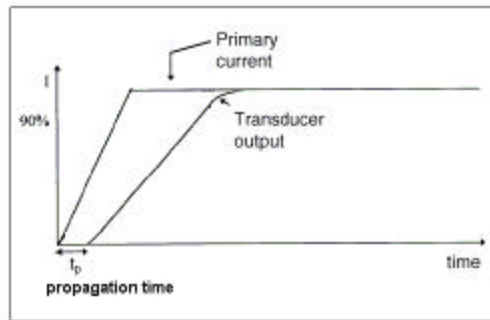 Primary
current
I
90%
Transducer
output
time
tp
propagation time